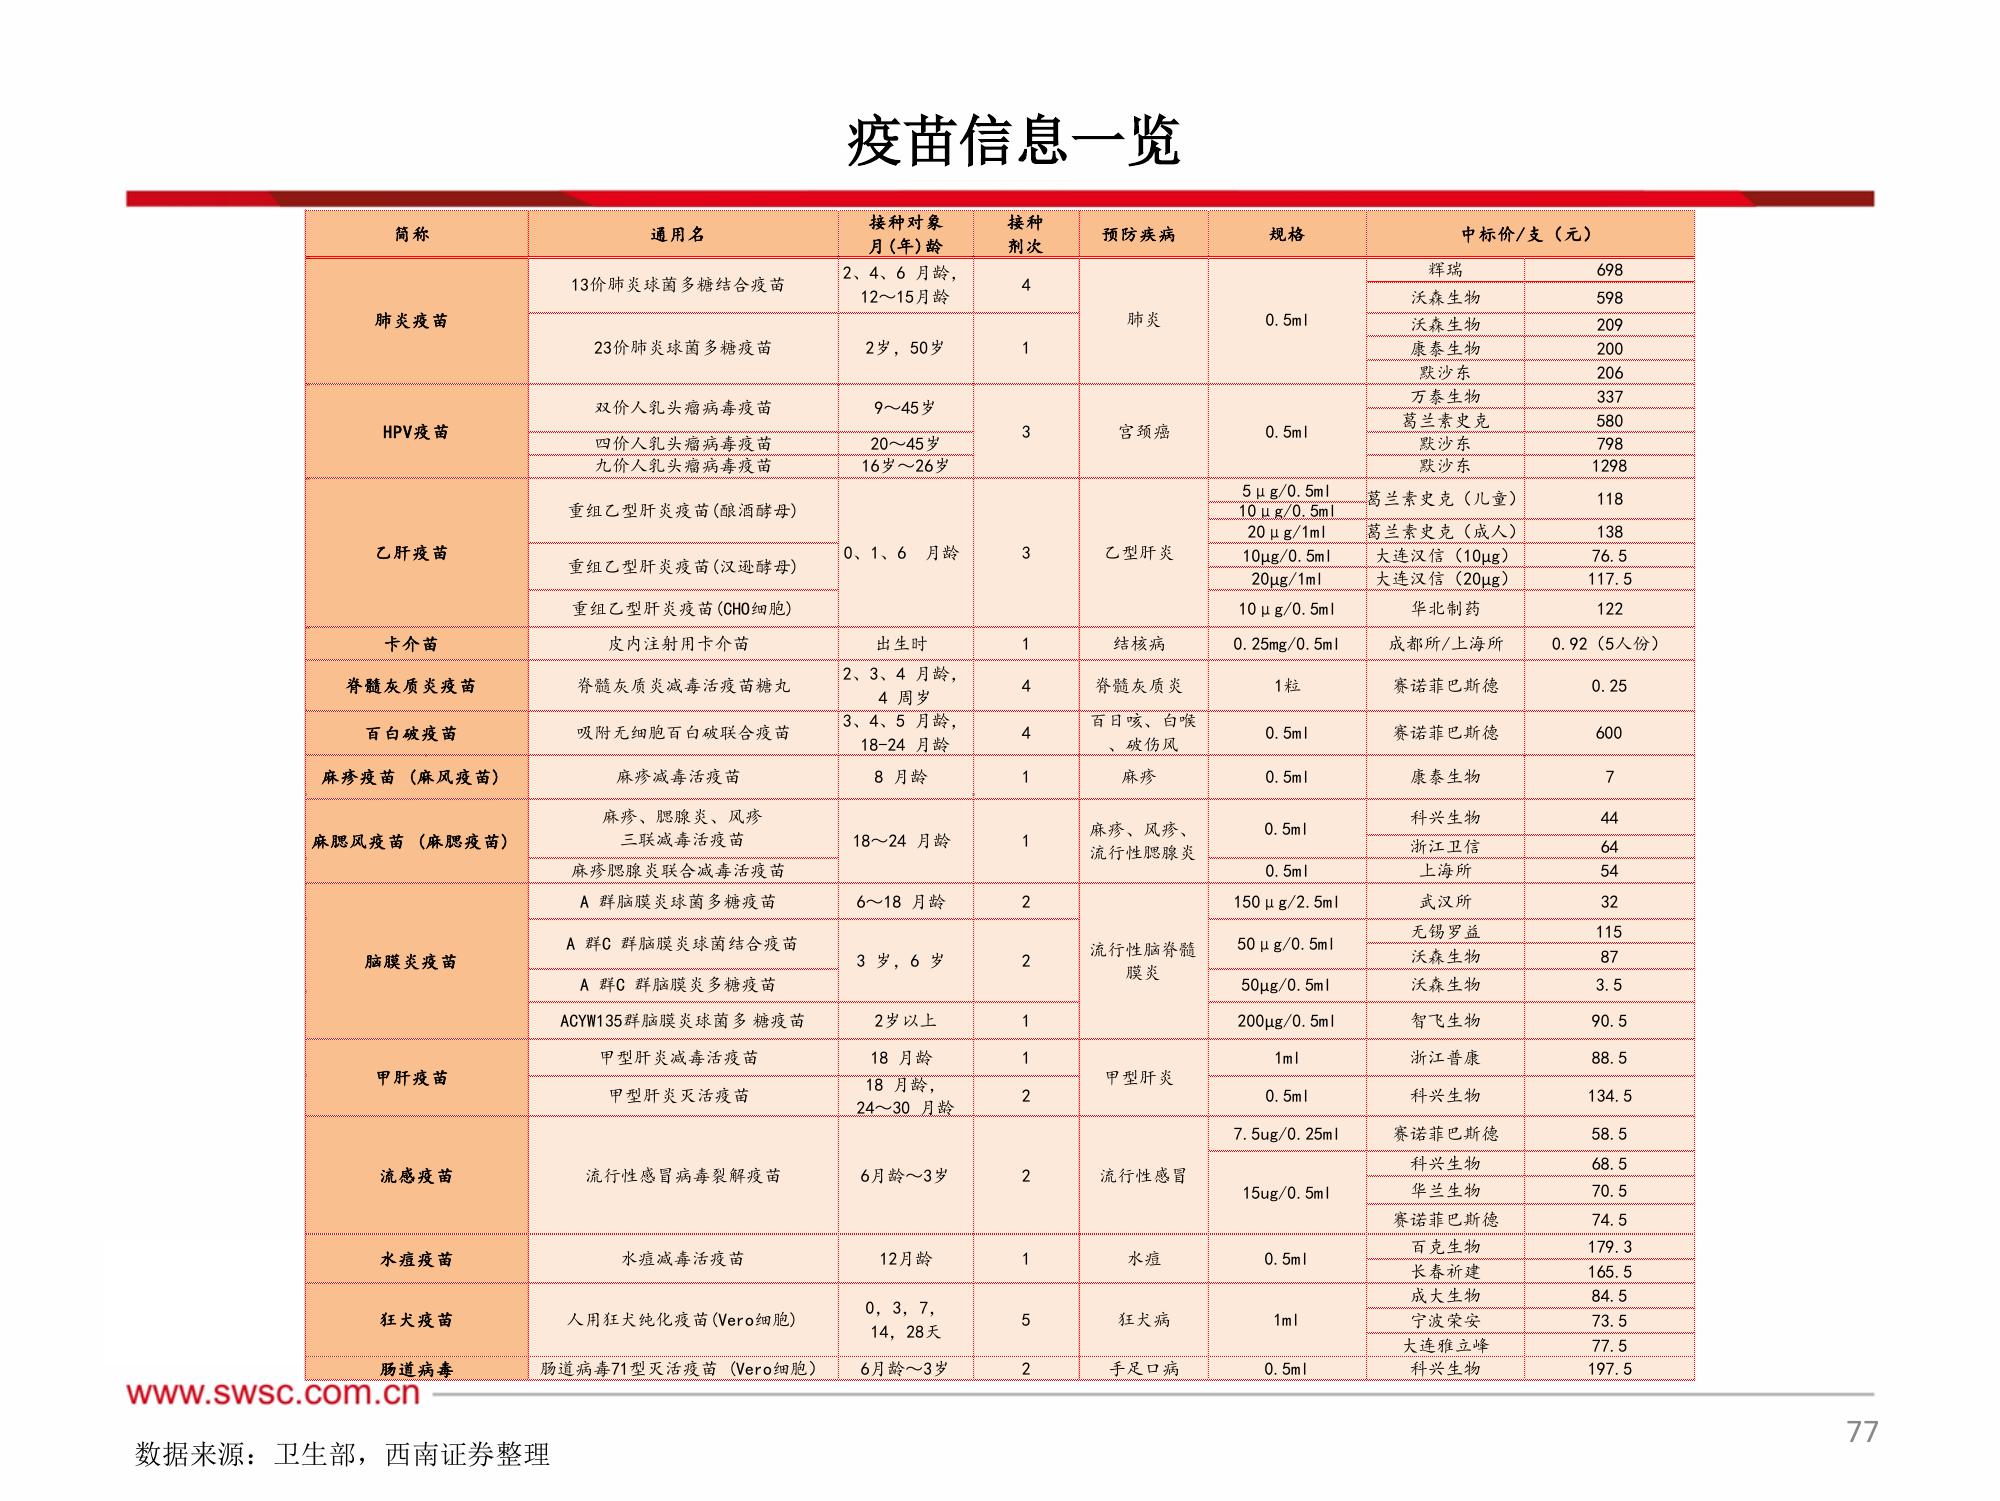 疫苗信息一览
简称 通用名 接种对象 月(年)龄 接种剂次 预防疾病 规格 中标价/支（元）
肺炎疫苗 13价肺炎球菌多糖结合疫苗 2、4、6 月龄，12～15月龄 4 肺炎 0.5ml 辉瑞 698
沃森生物 598
23价肺炎球菌多糖疫苗 2岁，50岁 1 沃森生物 209
康泰生物 200
默沙东 206
HPV疫苗 双价人乳头瘤病毒疫苗 9～45岁 3 宫颈癌 0.5ml 万泰生物 337
葛兰素史克 580
四价人乳头瘤病毒疫苗 20～45岁 默沙东 798
九价人乳头瘤病毒疫苗 16岁～26岁 默沙东 1298
乙肝疫苗 重组乙型肝炎疫苗(酿酒酵母) 0、1、6 月龄 3 乙型肝炎 5μg/0.5ml 葛兰素史克（儿童） 118
10μg/0.5ml
20μg/1ml 葛兰素史克（成人） 138
重组乙型肝炎疫苗(汉逊酵母) 10μg/0.5ml 大连汉信（10μg） 76.5
20μg/1ml 大连汉信（20μg） 117.5
重组乙型肝炎疫苗(CHO细胞) 10μg/0.5ml 华北制药 122
卡介苗 皮内注射用卡介苗 出生时 1 结核病 0.25mg/0.5ml 成都所/上海所 0.92（5人份）
脊髓灰质炎疫苗 脊髓灰质炎减毒活疫苗糖丸 2、3、4 月龄，4 周岁 4 脊髓灰质炎 1粒 赛诺菲巴斯德 0.25
百白破疫苗 吸附无细胞百白破联合疫苗 3、4、5 月龄，18-24 月龄 4 百日咳、白喉、破伤风 0.5ml 赛诺菲巴斯德 600
麻疹疫苗（麻风疫苗） 麻疹减毒活疫苗 8 月龄 1 麻疹 0.5ml 康泰生物 7
麻腮风疫苗（麻腮疫苗） 麻疹、腮腺炎、风疹三联减毒活疫苗 18～24 月龄 1 麻疹、风疹、流行性腮腺炎 0.5ml 科兴生物 44
浙江卫信 64
麻疹腮腺炎联合减毒活疫苗 0.5ml 上海所 54
脑膜炎疫苗 A 群脑膜炎球菌多糖疫苗 6～18 月龄 2 流行性脑脊髓膜炎 150μg/2.5ml 武汉所 32
A 群C 群脑膜炎球菌结合疫苗 3 岁，6 岁 2 50μg/0.5ml 无锡罗益 115
沃森生物 87
A 群C 群脑膜炎多糖疫苗 50μg/0.5ml 沃森生物 3.5
ACYW135群脑膜炎球菌多 糖疫苗 2岁以上 1 200μg/0.5ml 智飞生物 90.5
甲肝疫苗 甲型肝炎减毒活疫苗 18 月龄 1 甲型肝炎 1ml 浙江普康 88.5
甲型肝炎灭活疫苗 18 月龄，24～30 月龄 2 0.5ml 科兴生物 134.5
流感疫苗 流行性感冒病毒裂解疫苗 6月龄～3岁 2 流行性感冒 7.5ug/0.25ml 赛诺菲巴斯德 58.5
15ug/0.5ml 科兴生物 68.5
华兰生物 70.5
赛诺菲巴斯德 74.5
水痘疫苗 水痘减毒活疫苗 12月龄 1 水痘 0.5ml 百克生物 179.3
长春祈建 165.5
狂犬疫苗 人用狂犬纯化疫苗(Vero细胞) 0，3，7，14，28天 5 狂犬病 1ml 成大生物 84.5
宁波荣安 73.5
大连雅立峰 77.5
肠道病毒 肠道病毒71型灭活疫苗（Vero细胞） 6月龄～3岁 2 手足口病 0.5ml 科兴生物 197.5
www.swsc.com.cn
77
数据来源：卫生部，西南证券整理